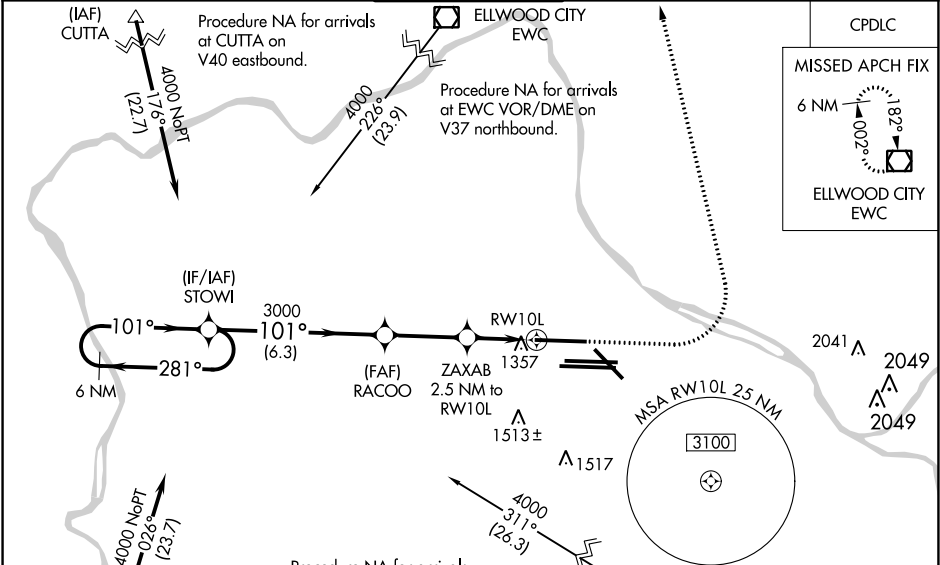 (IAF)
CUTTA
Procedure NA for arrivals
at CUTTA on
V40 eastbound.
ELLWOOD CITY
EWC
CPDLC
MISSED APCH FIX
6 NM
002°
182°
ELLWOOD CITY
EWC
4000 NoPT
176°
(22.7)
4000
226°
(23.9)
Procedure NA for arrivals
at EWC VOR/DME on
V37 northbound.
(IF/IAF)
STOWI
101°
281°
6 NM
3000
101°
(6.3)
(FAF)
RACOO
ZAXAB
2.5 NM to
RW10L
RW10L
1357
1513±
1517
2041
2049
2049
MSA RW10L 25 NM
3100
4000 NoPT
026°
(23.7)
4000
311°
(26.3)
Procedure NA for arrivals